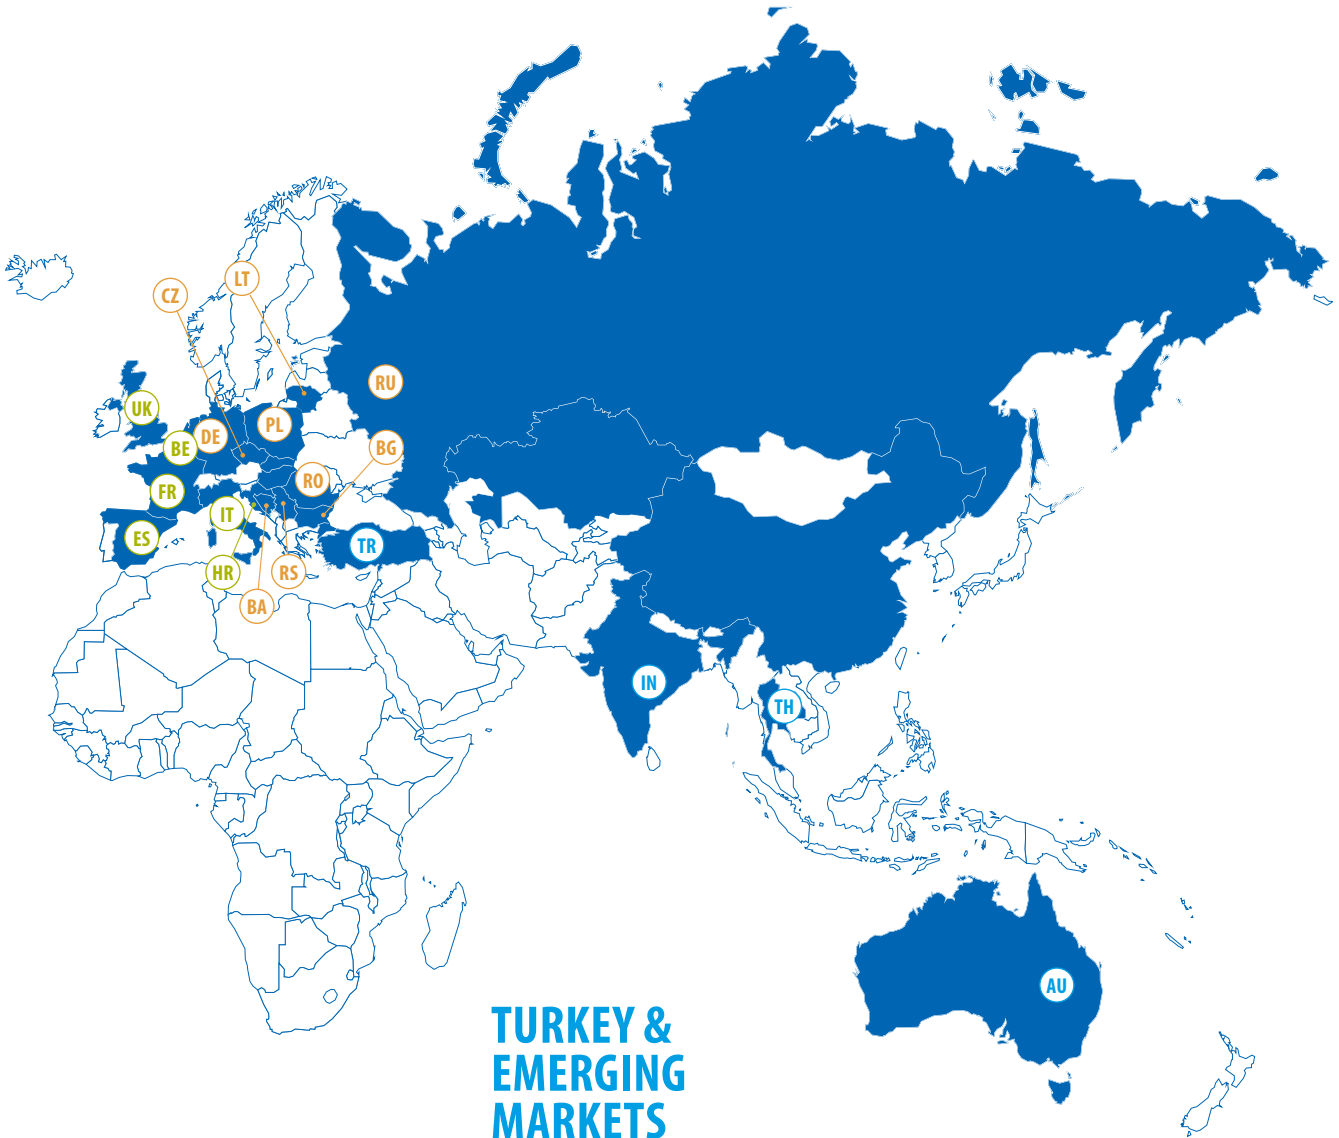 LT
CZ
RU
UK
PL
DE
BE
BG
RO
FR
IT
ES
TR
HR
RS
BA
IN
TH
AU
TURKEY &
EMERGING
MARKETS